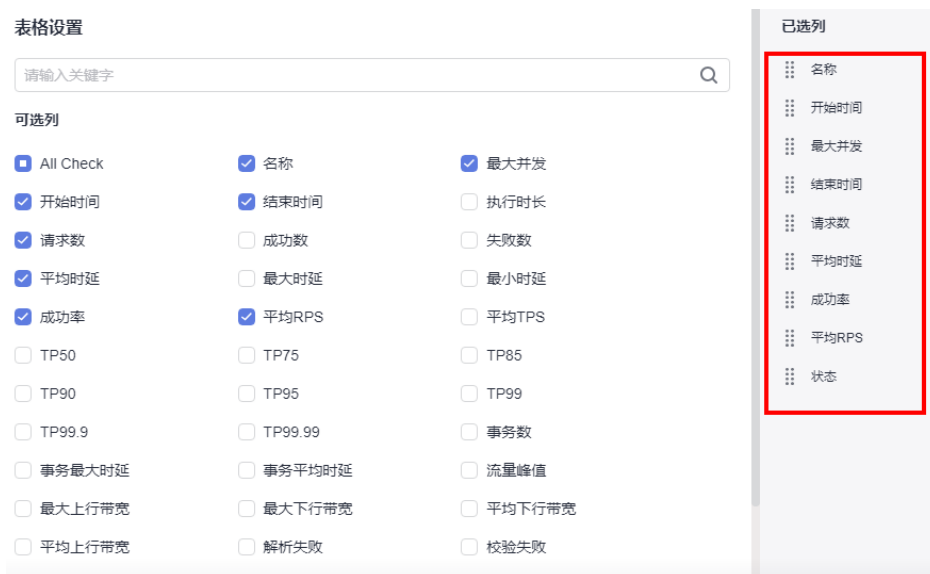 表格设置
请输入关键字
可选列
All Check 名称 最大并发
开始时间 结束时间 执行时长
请求数 成功数 失败数
平均时延 最大时延 最小时延
成功率 平均RPS 平均TPS
TP50 TP75 TP85
TP90 TP95 TP99
TP99.9 TP99.99 事务数
事务最大时延 事务平均时延 流量峰值
最大上行带宽 最大下行带宽 平均下行带宽
平均上行带宽 解析失败 校验失败
已选列
名称
开始时间
最大并发
结束时间
请求数
平均时延
成功率
平均RPS
状态